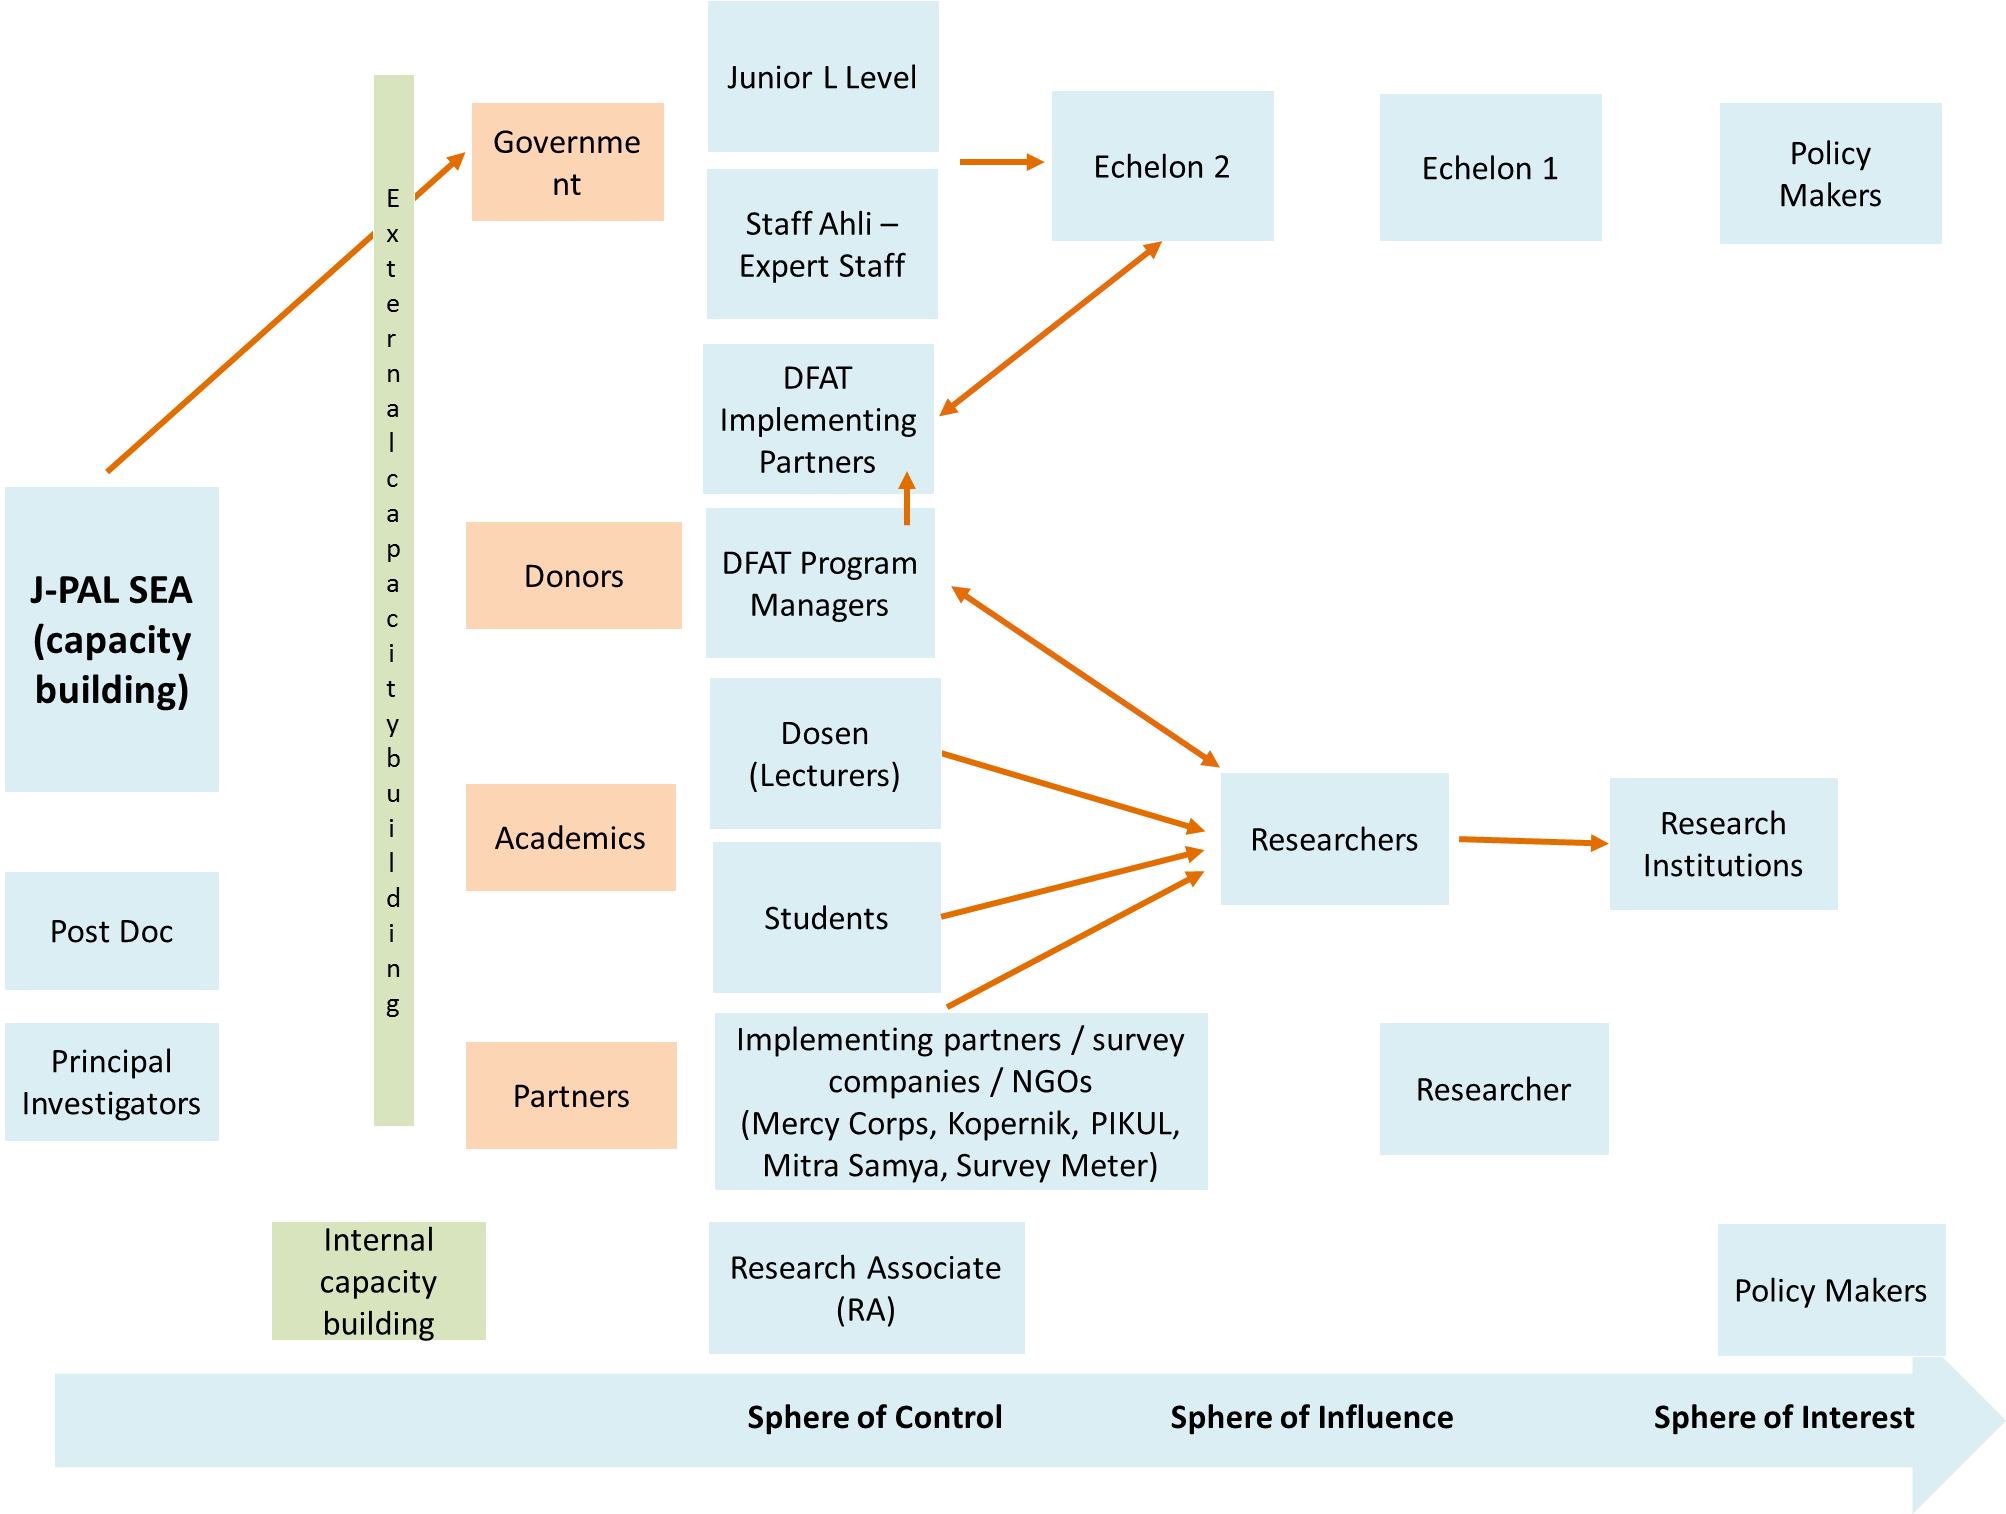 Junior L Level
Governme
nt
Echelon 2
Echelon 1
Policy
Makers
Staff Ahli –
Expert Staff
External capacity building
DFAT
Implementing
Partners
J-PAL SEA
(capacity
building)
Donors
DFAT Program
Managers
Dosen
(Lecturers)
Academics
Researchers
Research
Institutions
Post Doc
Students
Principal
Investigators
Partners
Implementing partners / survey
companies / NGOs
(Mercy Corps, Kopernik, PIKUL,
Mitra Samya, Survey Meter)
Researcher
Internal
capacity
building
Research Associate
(RA)
Policy Makers
Sphere of Control
Sphere of Influence
Sphere of Interest